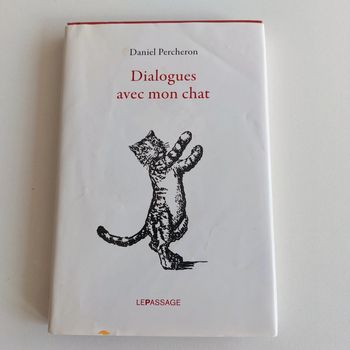 Daniel Percheron
Dialogues
avec mon chat
LEPASSAGE